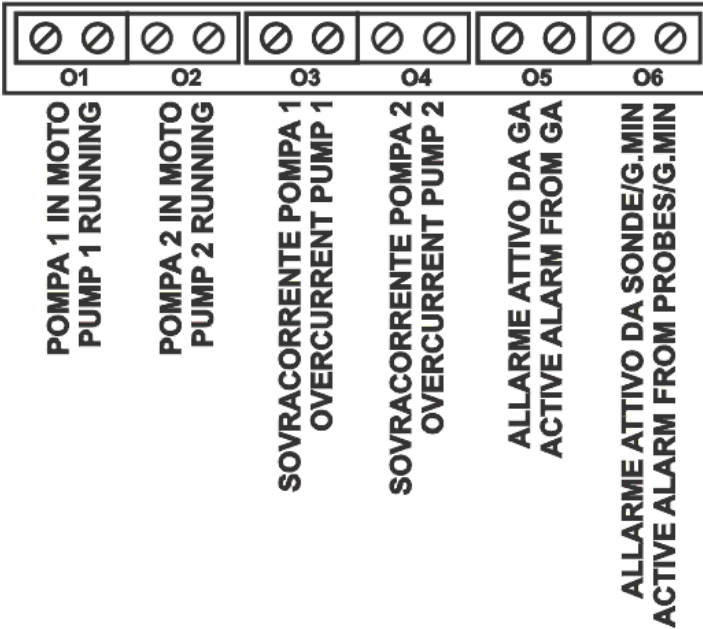 O1 O2 O3 O4 O5 O6
POMPA 1 IN MOTO
PUMP 1 RUNNING
POMPA 2 IN MOTO
PUMP 2 RUNNING
SOVRACORRENTE POMPA 1
OVERCURRENT PUMP 1
SOVRACORRENTE POMPA 2
OVERCURRENT PUMP 2
ALLARME ATTIVO DA GA
ACTIVE ALARM FROM GA
ALLARME ATTIVO DA SONDE/G.MIN
ACTIVE ALARM FROM PROBES/G.MIN